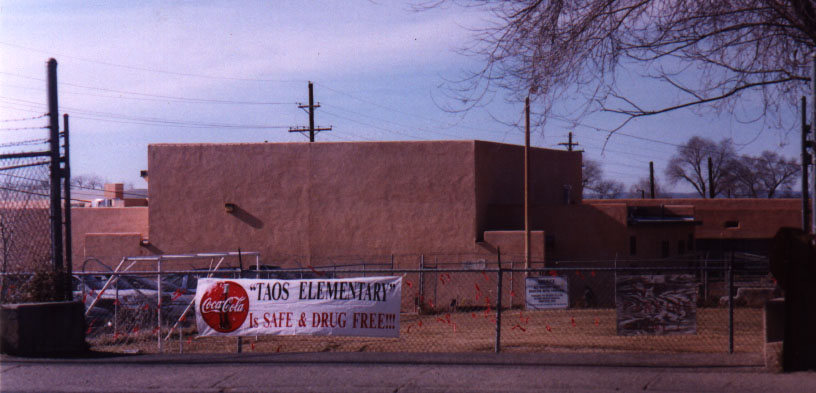 "TAOS ELEMENTARY"
Coca-Cola
Is SAFE & DRUG FREE!!!